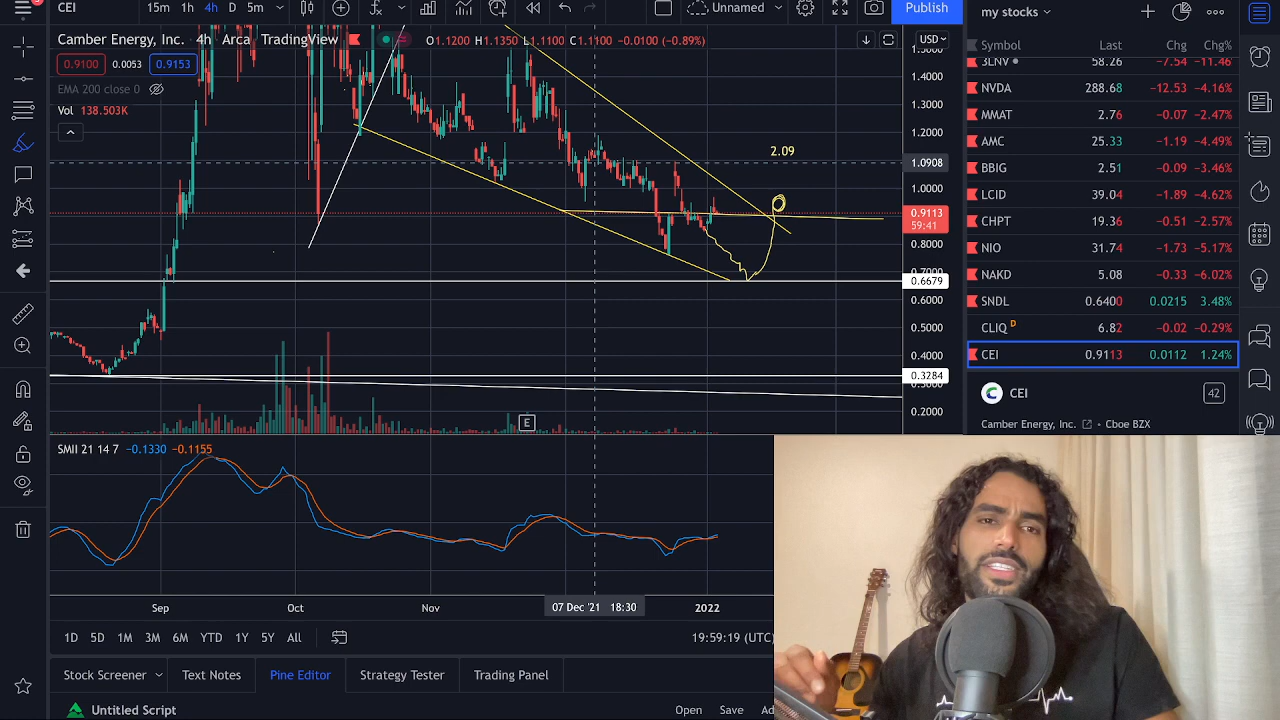 CEI 15m 1h 4h D 5m Unnamed Publish my stocks
Camber Energy, Inc. · 4h · Arca · TradingView O1.1200 H1.1350 L1.1100 C1.1100 -0.0100 (-0.89%) USD
0.9100 0.0053 0.9153
EMA 200 close 0
Vol 138.503K
1.5000
1.4000
1.3000
1.2000
1.0908
1.0000
0.9113
59:41
0.8000
0.7000
0.6679
0.6000
0.5000
0.4000
0.3284
0.3000
0.2000
2.09
E
Symbol Last Chg Chg%
3LNV 58.26 -7.54 -11.46
NVDA 288.68 -12.53 -4.16%
MMAT 2.76 -0.07 -2.47%
AMC 25.33 -1.19 -4.49%
BBIG 2.51 -0.09 -3.46%
LCID 39.04 -1.89 -4.62%
CHPT 19.36 -0.51 -2.57%
NIO 31.74 -1.73 -5.17%
NAKD 5.08 -0.33 -6.02%
SNDL 0.6400 0.0215 3.48%
CLIQ D 6.82 -0.02 -0.29%
CEI 0.9113 0.0112 1.24%
C CEI 42
Camber Energy, Inc. • Cboe BZX
SMII 21 14 7 -0.1330 -0.1155
Sep Oct Nov 07 Dec '21 18:30 2022
1D 5D 1M 3M 6M YTD 1Y 5Y All 19:59:19 (UTC)
Stock Screener Text Notes Pine Editor Strategy Tester Trading Panel
Untitled Script Open Save